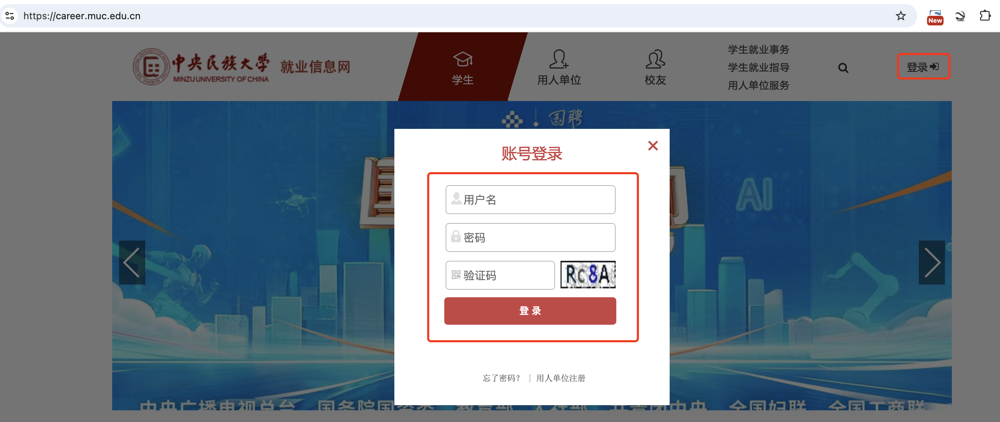 https://career.muc.edu.cn
New
中央民族大学
MINZU UNIVERSITY OF CHINA
就业信息网
学生
用人单位
校友
学生就业事务
学生就业指导
用人单位服务
登录
国聘
AI
账号登录
用户名
密码
验证码
Rc8A
登 录
忘了密码?
用人单位注册
中央广播电视总台 国务院国资委 教育部 人社部 共青团中央 全国妇联 全国工商联